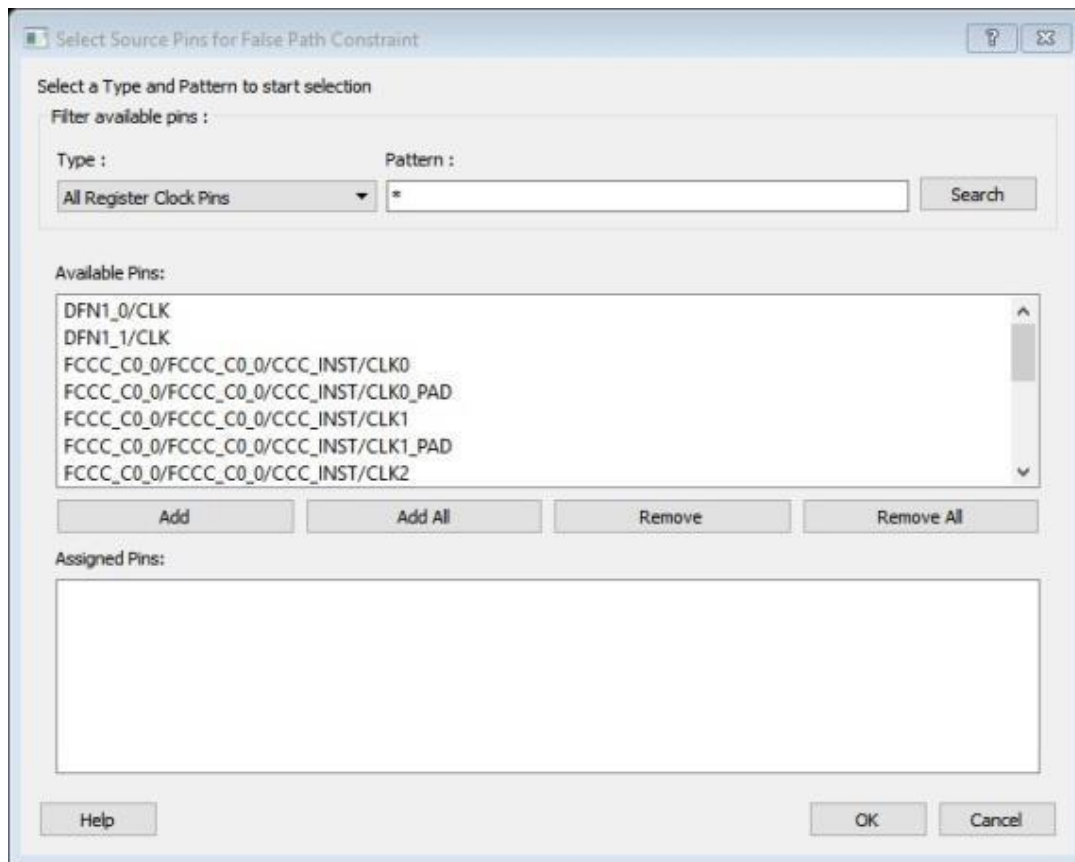 Select Source Pins for False Path Constraint
Select a Type and Pattern to start selection
Filter available pins :
Type : Pattern :
All Register Clock Pins * Search
Available Pins:
DFN1_0/CLK
DFN1_1/CLK
FCCC_C0_0/FCCC_C0_0/CCC_INST/CLK0
FCCC_C0_0/FCCC_C0_0/CCC_INST/CLK0_PAD
FCCC_C0_0/FCCC_C0_0/CCC_INST/CLK1
FCCC_C0_0/FCCC_C0_0/CCC_INST/CLK1_PAD
FCCC_C0_0/FCCC_C0_0/CCC_INST/CLK2
Add Add All Remove Remove All
Assigned Pins:
Help OK Cancel